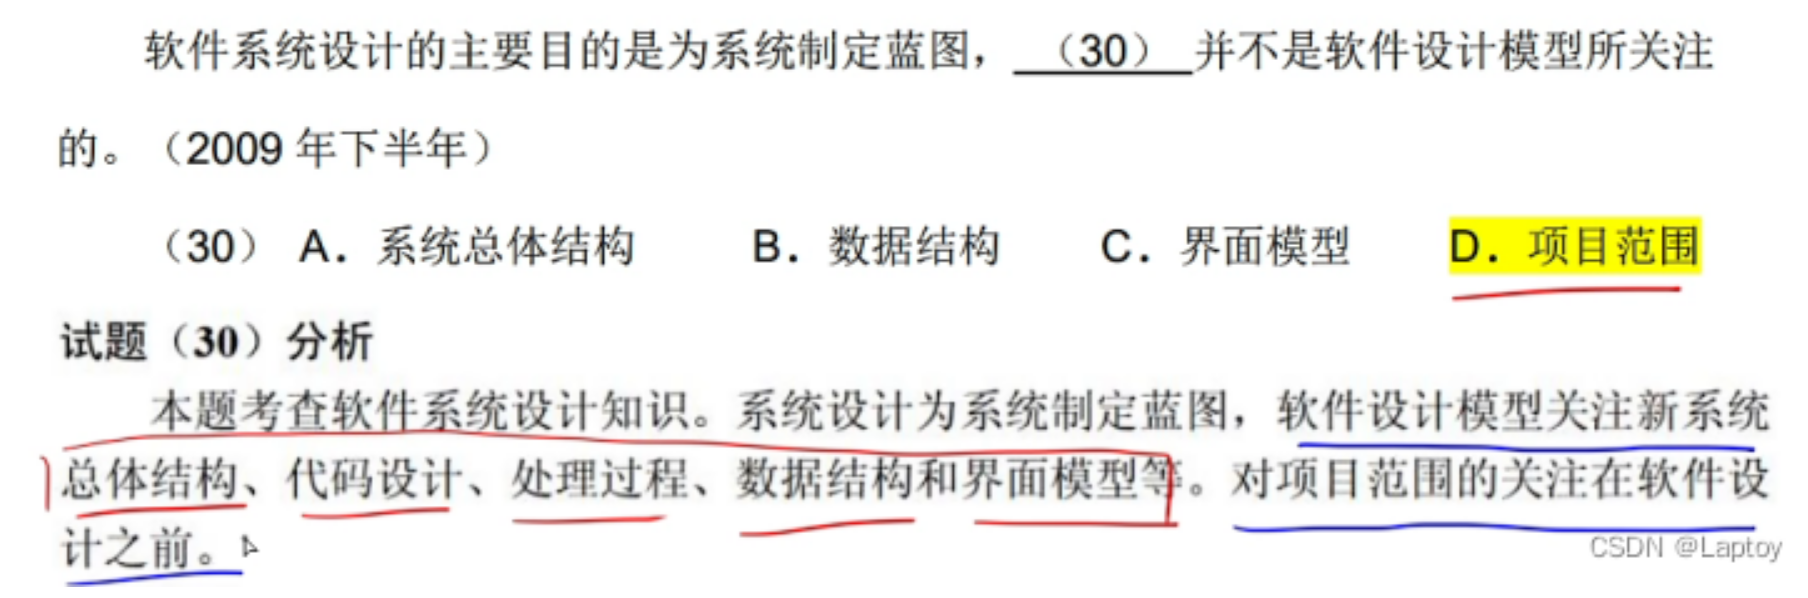 软件系统设计的主要目的是为系统制定蓝图，（30）并不是软件设计模型所关注
的。（2009 年下半年）
（30）A．系统总体结构 B．数据结构 C．界面模型 D．项目范围
试题（30）分析
本题考查软件系统设计知识。系统设计为系统制定蓝图，软件设计模型关注新系统
总体结构、代码设计、处理过程、数据结构和界面模型等。对项目范围的关注在软件设
计之前。
CSDN @Laptoy